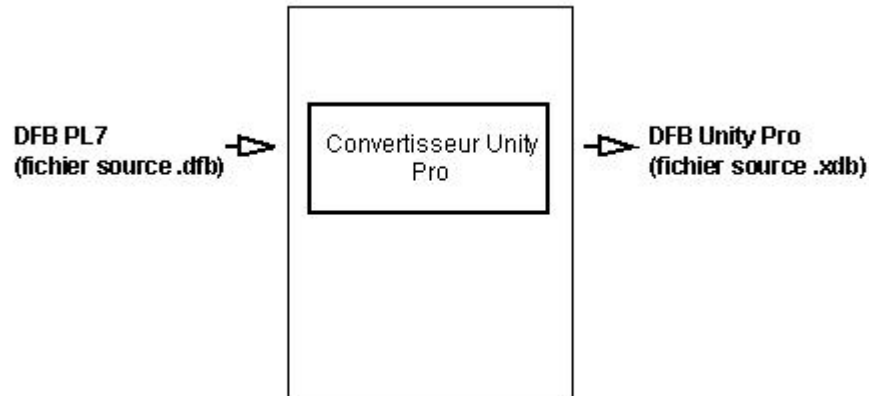 DFB PL7
(fichier source .dfb)
Convertisseur Unity
Pro
DFB Unity Pro
(fichier source .xdb)